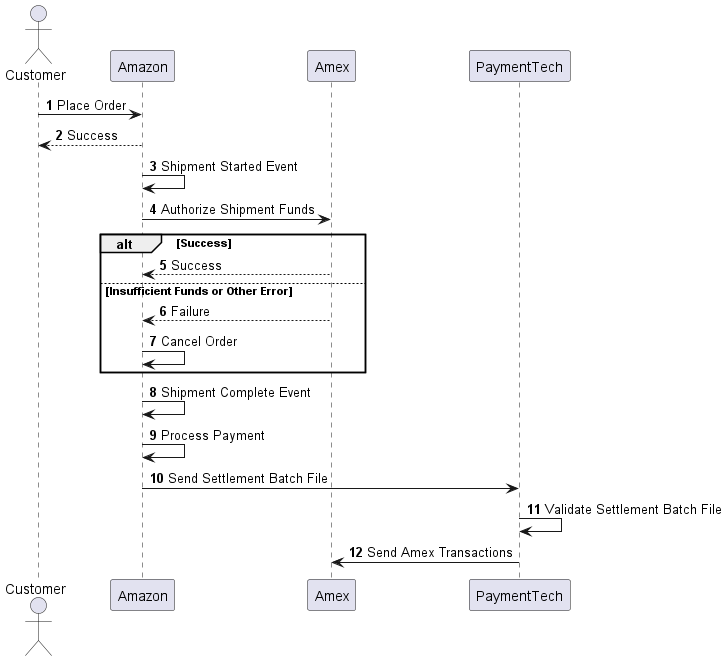 Customer
Amazon
Amex
PaymentTech
1 Place Order
2 Success
3 Shipment Started Event
4 Authorize Shipment Funds
alt [Success]
5 Success
[Insufficient Funds or Other Error]
6 Failure
7 Cancel Order
8 Shipment Complete Event
9 Process Payment
10 Send Settlement Batch File
11 Validate Settlement Batch File
12 Send Amex Transactions
Customer
Amazon
Amex
PaymentTech